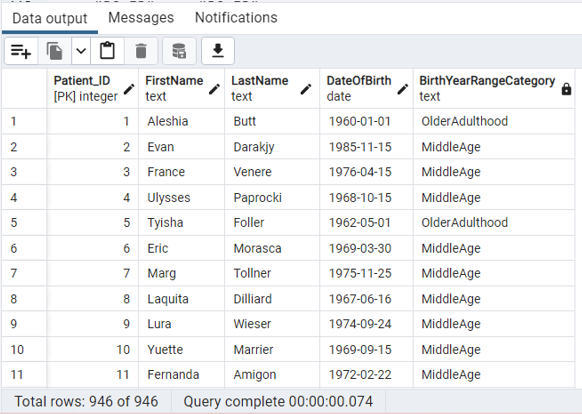 Data output Messages Notifications
Patient_ID FirstName LastName DateOfBirth BirthYearRangeCategory
[PK] integer text text date text
1 1 Aleshia Butt 1960-01-01 OlderAdulthood
2 2 Evan Darakjy 1985-11-15 MiddleAge
3 3 France Venere 1976-04-15 MiddleAge
4 4 Ulysses Paprocki 1968-10-15 MiddleAge
5 5 Tyisha Foller 1962-05-01 OlderAdulthood
6 6 Eric Morasca 1969-03-30 MiddleAge
7 7 Marg Tollner 1975-11-25 MiddleAge
8 8 Laquita Dilliard 1967-06-16 MiddleAge
9 9 Lura Wieser 1974-09-24 MiddleAge
10 10 Yuette Marrier 1969-09-15 MiddleAge
11 11 Fernanda Amigon 1972-02-22 MiddleAge
Total rows: 946 of 946 Query complete 00:00:00.074